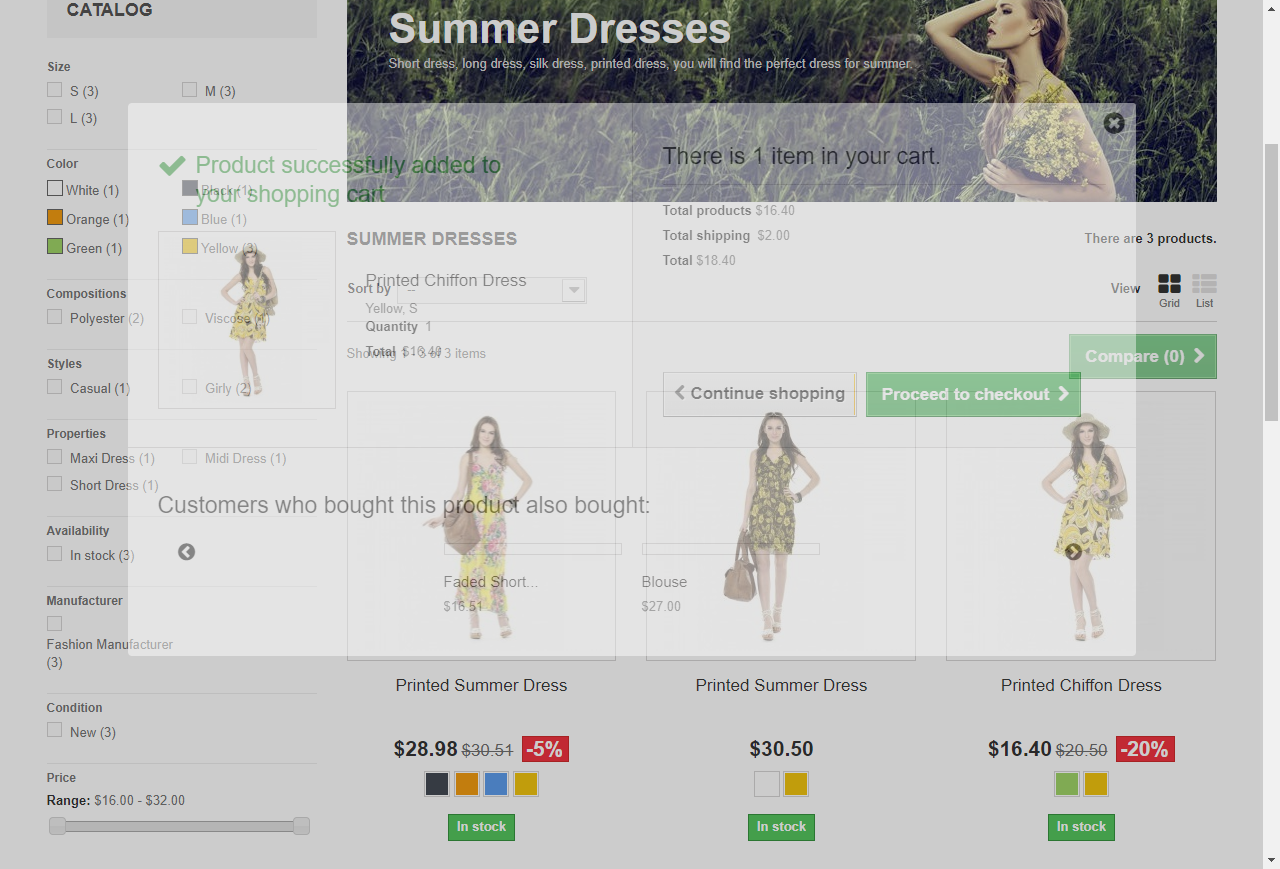 CATALOG
Size
S (3)
M (3)
L (3)
Color
White (1)
Black (1)
Orange (1)
Blue (1)
Green (1)
Yellow (3)
Compositions
Polyester (2)
Viscose (1)
Styles
Casual (1)
Girly (2)
Properties
Maxi Dress (1)
Midi Dress (1)
Short Dress (1)
Availability
In stock (3)
Manufacturer
Fashion Manufacturer
(3)
Condition
New (3)
Price
Range: $16.00 - $32.00
Summer Dresses
Short dress, long dress, silk dress, printed dress, you will find the perfect dress for summer.
SUMMER DRESSES
There are 3 products.
Sort by --
View
Grid
List
Showing 1 - 3 of 3 items
Compare (0)
Product successfully added to
your shopping cart
Printed Chiffon Dress
Yellow, S
Quantity 1
Total $16.40
There is 1 item in your cart.
Total products $16.40
Total shipping $2.00
Total $18.40
Continue shopping
Proceed to checkout
Customers who bought this product also bought:
Faded Short...
$16.51
Blouse
$27.00
Printed Summer Dress
$28.98 $30.51 -5%
In stock
Printed Summer Dress
$30.50
In stock
Printed Chiffon Dress
$16.40 $20.50 -20%
In stock